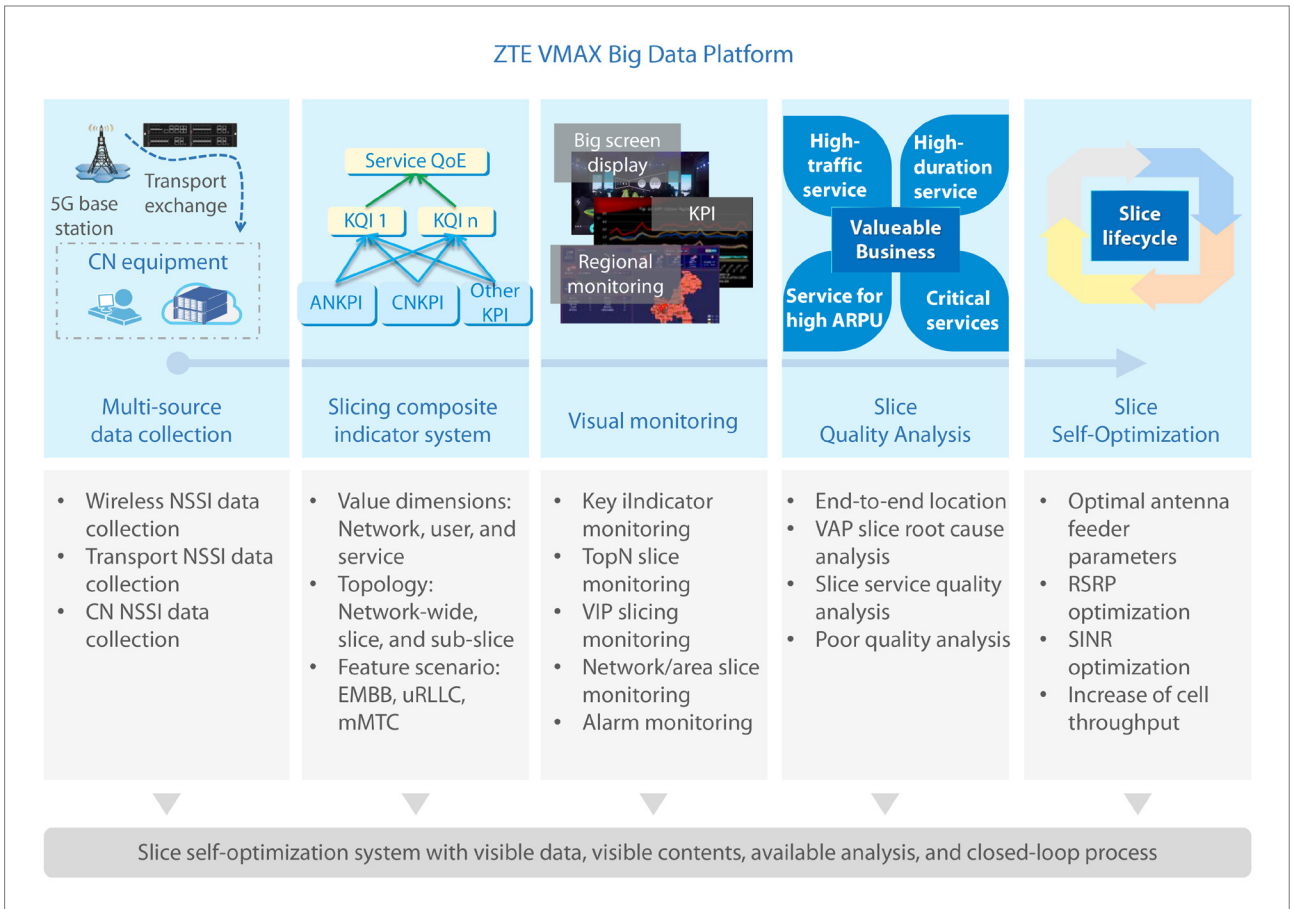 ZTE VMAX Big Data Platform
5G base
station
Transport
exchange
CN equipment
Service QoE
KQI 1
KQI n
ANKPI
CNKPI
Other
KPI
Big screen
display
KPI
Regional
monitoring
High-
traffic
service
High-
duration
service
Valueable
Business
Service for
high ARPU
Critical
services
Slice
lifecycle
Multi-source
data collection
Slicing composite
indicator system
Visual monitoring
Slice
Quality Analysis
Slice
Self-Optimization
• Wireless NSSI data
collection
• Transport NSSI data
collection
• CN NSSI data
collection
• Value dimensions:
Network, user, and
service
• Topology:
Network-wide,
slice, and sub-slice
• Feature scenario:
EMBB, uRLLC,
mMTC
• Key iIndicator
monitoring
• TopN slice
monitoring
• VIP slicing
monitoring
• Network/area slice
monitoring
• Alarm monitoring
• End-to-end location
• VAP slice root cause
analysis
• Slice service quality
analysis
• Poor quality analysis
• Optimal antenna
feeder
parameters
• RSRP
optimization
• SINR
optimization
• Increase of cell
throughput
Slice self-optimization system with visible data, visible contents, available analysis, and closed-loop process